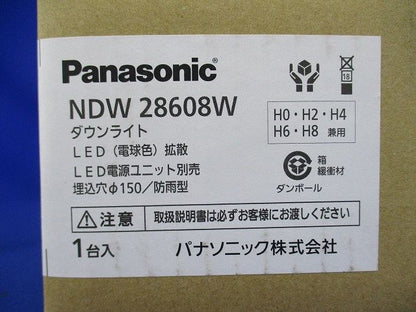 Panasonic®
NDW 28608W
ダウンライト
LED（電球色）拡散
LED電源ユニット別売
埋込穴φ150／防雨型
18
H0・H2・H4
H6・H8 兼用
箱
緩衝材
ダンボール
注意
取扱説明書は必ずお客様にお渡しください
1台入
パナソニック株式会社